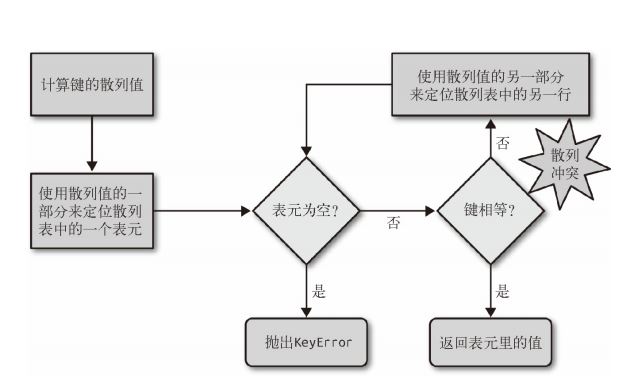 计算键的散列值
使用散列值的一
部分来定位散列
表中的一个表元
表元为空?
否
键相等?
否
使用散列值的另一部分
来定位散列表中的另一行
散列
冲突
是
抛出KeyError
是
返回表元里的值